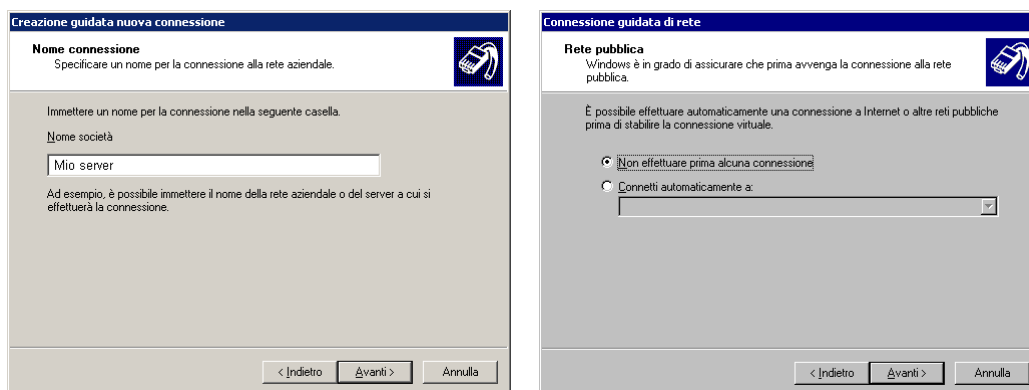 Creazione guidata nuova connessione
Nome connessione
Specificare un nome per la connessione alla rete aziendale.
Immettere un nome per la connessione nella seguente casella.
Nome società
Mio server
Ad esempio, è possibile immettere il nome della rete aziendale o del server a cui si
effettuerà la connessione.
< Indietro
Avanti >
Annulla
Connessione guidata di rete
Rete pubblica
Windows è in grado di assicurare che prima avvenga la connessione alla rete
pubblica.
È possibile effettuare automaticamente una connessione a Internet o altre reti pubbliche
prima di stabilire la connessione virtuale.
Non effettuare prima alcuna connessione
Connetti automaticamente a:
< Indietro
Avanti >
Annulla